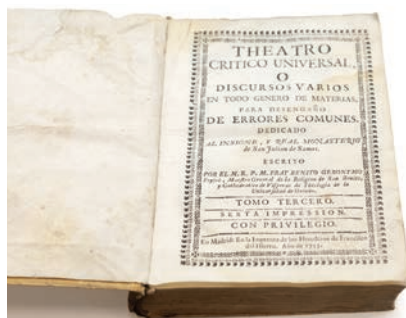 THEATRO
CRITICO UNIVERSAL,
O
DISCURSOS VARIOS
EN TODO GENERO DE MATERIAS,
PARA DESENGAÑO
DE ERRORES COMUNES.
DEDICADO
AL INSIGNE, Y REAL MONASTERIO
de San Julian de Samos.
ESCRITO
POR EL M. R. P. M. FRAY BENITO GERONYMO
Feijoó, Maestro General de la Religion de San Benito,
y Cathedratico de Visperas de Theologia de la
Universidad de Oviedo.
TOMO TERCERO.
SEXTA IMPRESSION.
CON PRIVILEGIO.
En Madrid: En la Imprenta de los Herederos de Francisco
del Hierro. Año de